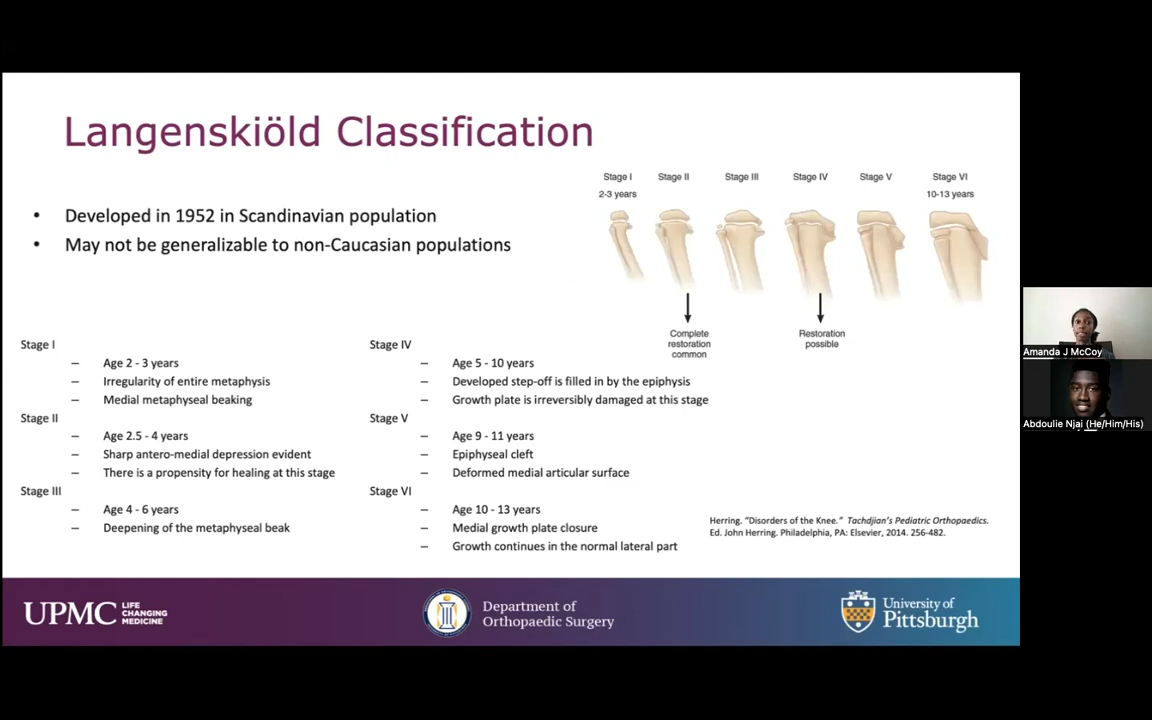 Langenskiöld Classification
• Developed in 1952 in Scandinavian population
• May not be generalizable to non-Caucasian populations
Stage I
Stage II
Stage III
Stage IV
Stage V
Stage VI
2-3 years
10-13 years
Complete
restoration
common
Restoration
possible
Stage I
– Age 2 - 3 years
– Irregularity of entire metaphysis
– Medial metaphyseal beaking
Stage II
– Age 2.5 - 4 years
– Sharp antero-medial depression evident
– There is a propensity for healing at this stage
Stage III
– Age 4 - 6 years
– Deepening of the metaphyseal beak
Stage IV
– Age 5 - 10 years
– Developed step-off is filled in by the epiphysis
– Growth plate is irreversibly damaged at this stage
Stage V
– Age 9 - 11 years
– Epiphyseal cleft
– Deformed medial articular surface
Stage VI
– Age 10 - 13 years
– Medial growth plate closure
– Growth continues in the normal lateral part
Herring. "Disorders of the Knee." Tachdjian's Pediatric Orthopaedics.
Ed. John Herring. Philadelphia, PA: Elsevier, 2014. 256-482.
UPMC
LIFE
CHANGING
MEDICINE
Department of
Orthopaedic Surgery
University of
Pittsburgh
Amanda J McCoy
Abdoulie Njai (He/Him/His)